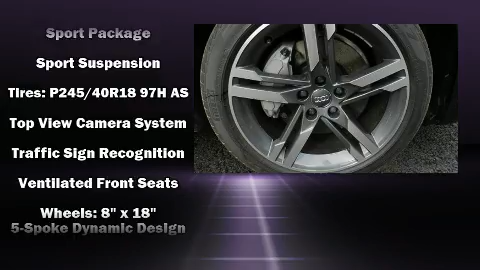 Sport Package
Sport Suspension
Tires: P245/40R18 97H AS
Top View Camera System
Traffic Sign Recognition
Ventilated Front Seats
Wheels: 8" x 18"
5-Spoke Dynamic Design